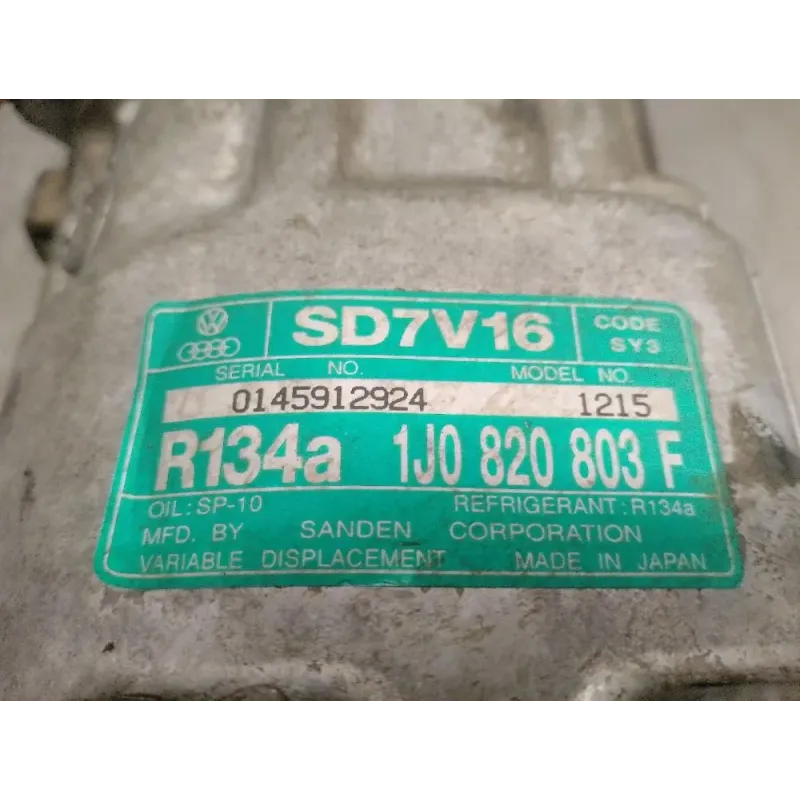 SD7V16 CODE SY3
SERIAL NO. MODEL NO.
0145912924 1215
R134a 1J0 820 803 F
OIL: SP-10 REFRIGERANT: R134a
MFD. BY SANDEN CORPORATION
VARIABLE DISPLACEMENT MADE IN JAPAN